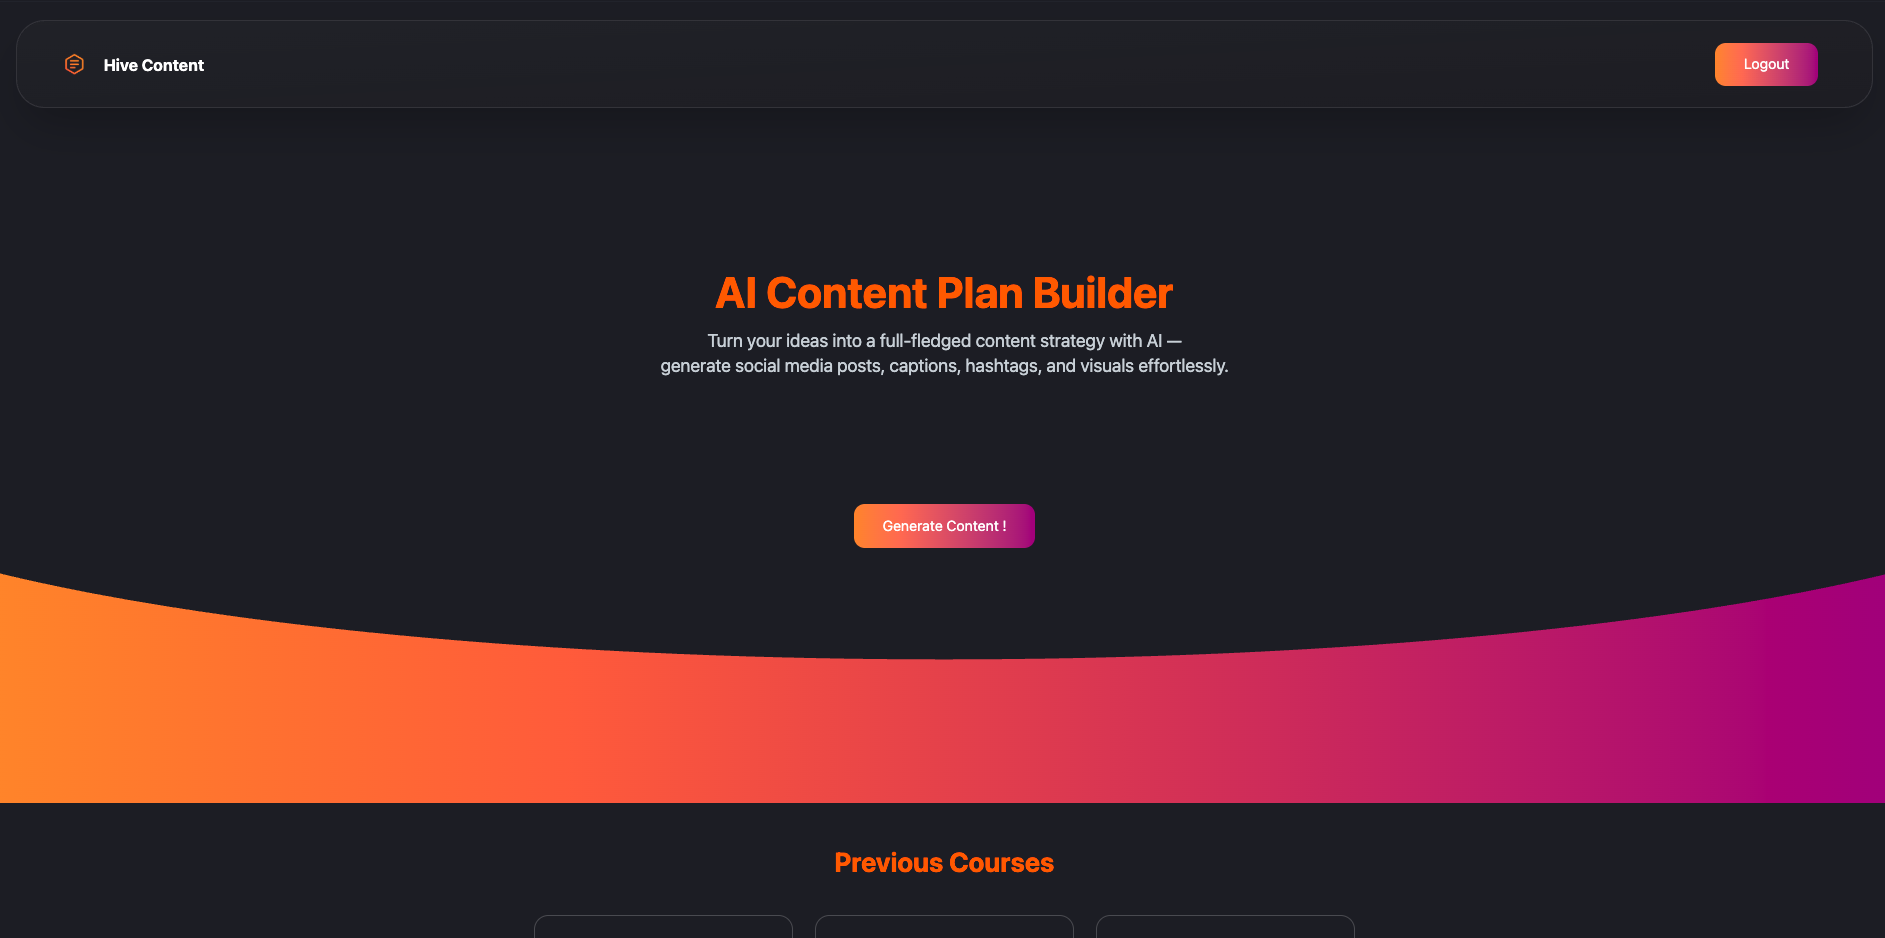 Hive Content
Logout
AI Content Plan Builder
Turn your ideas into a full-fledged content strategy with AI —
generate social media posts, captions, hashtags, and visuals effortlessly.
Generate Content !
Previous Courses